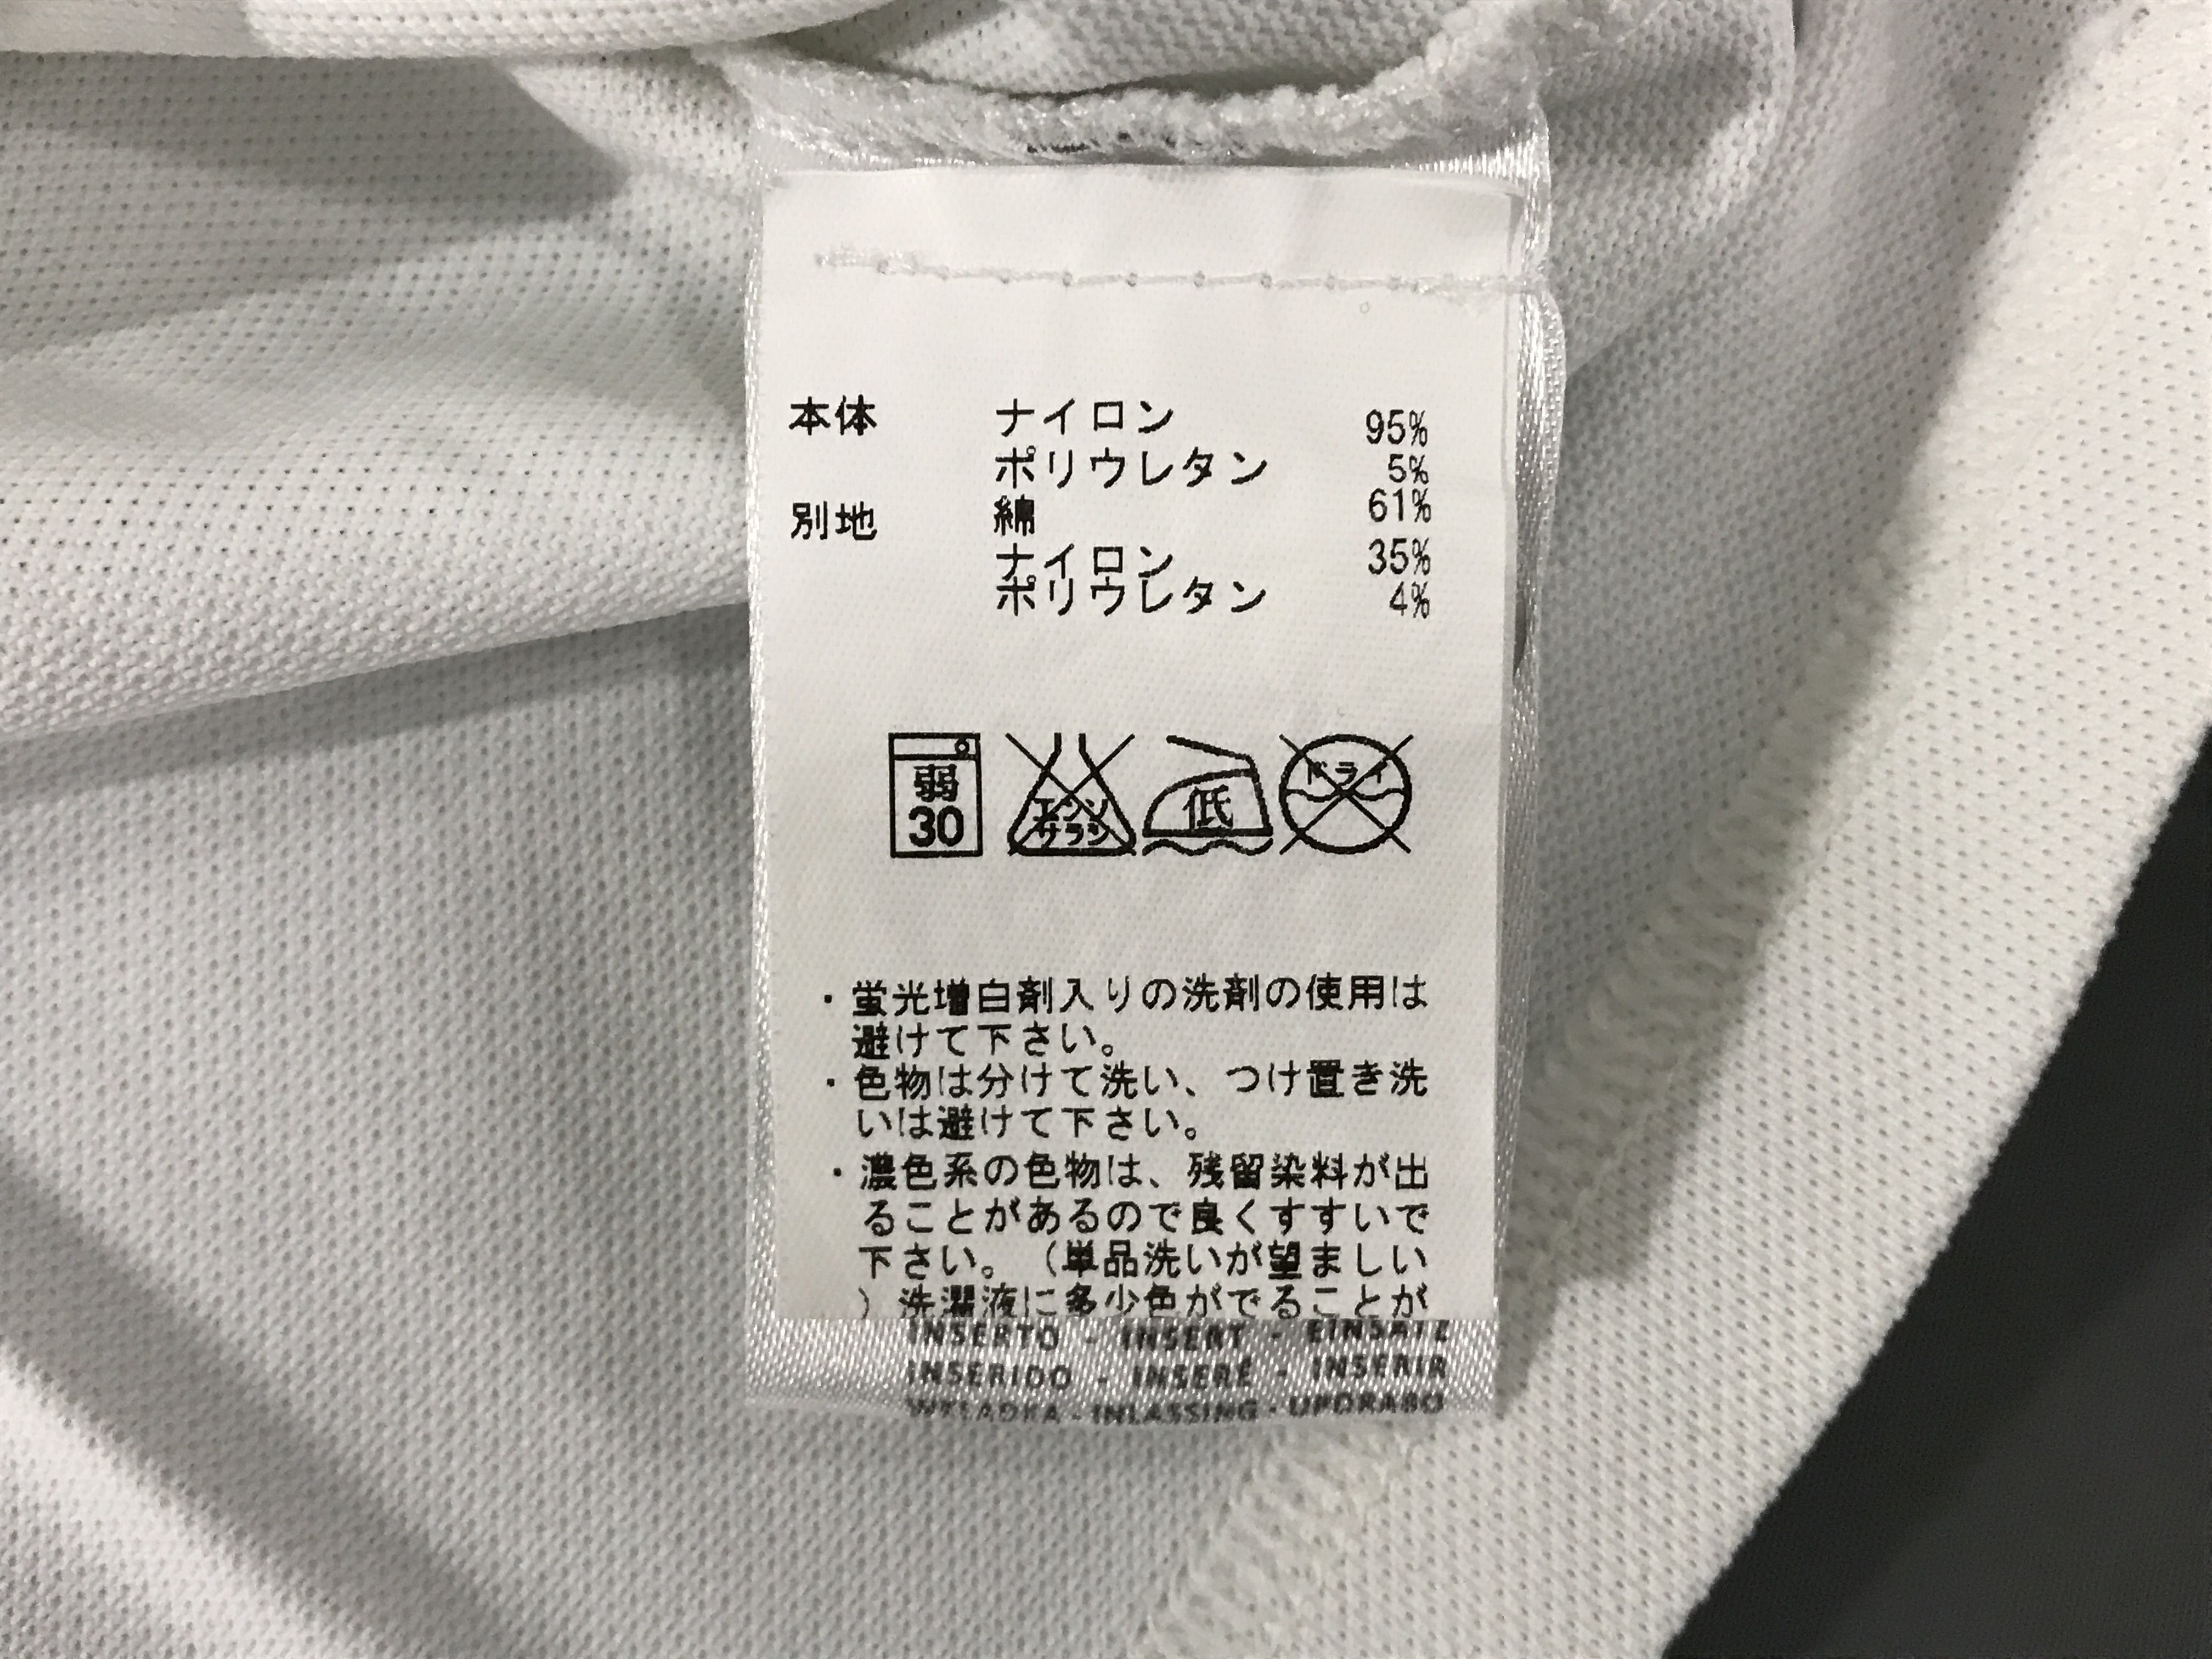 本体 ナイロン 95%
ポリウレタン 5%
別地 綿 61%
ナイロン 35%
ポリウレタン 4%
弱
30
エンソ
サラシ
低
ドライ
・蛍光増白剤入りの洗剤の使用は
避けて下さい。
・色物は分けて洗い、つけ置き洗
いは避けて下さい。
・濃色系の色物は、残留染料が出
ることがあるので良くすすいで
下さい。（単品洗いが望ましい
）洗濯液に多少色がでることが
INSERTO - INSERT - EINSATZ
INSERIDO - INSERÉ - INSERIR
WKŁADKA - INLASSING - UPORABO